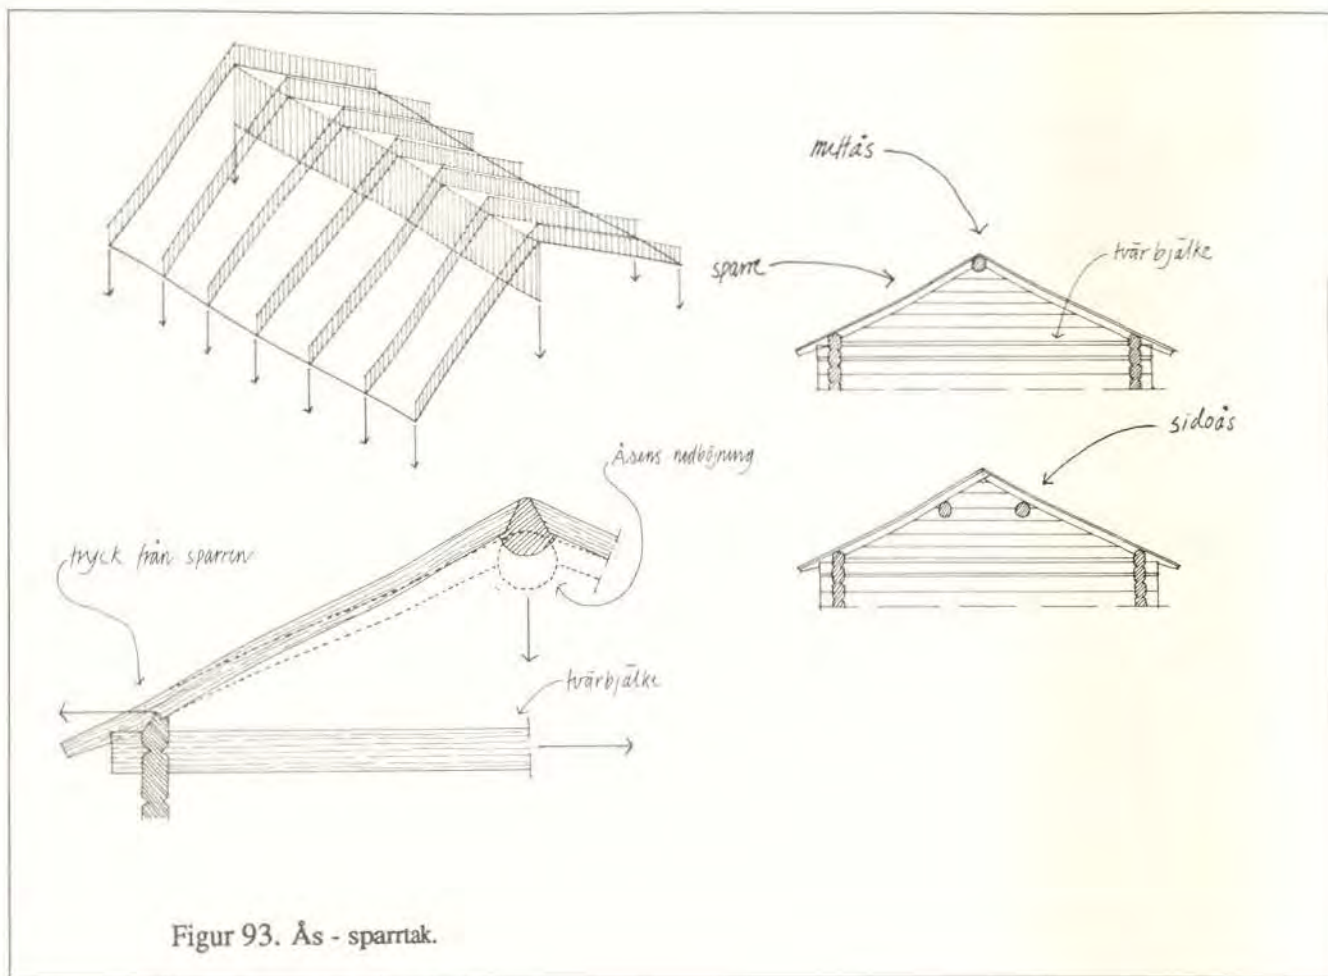 mittås
sparre
tvärbjälke
sidoås
Åsens nedböjning
tryck från sparren
tvärbjälke
Figur 93. Ås - sparrtak.